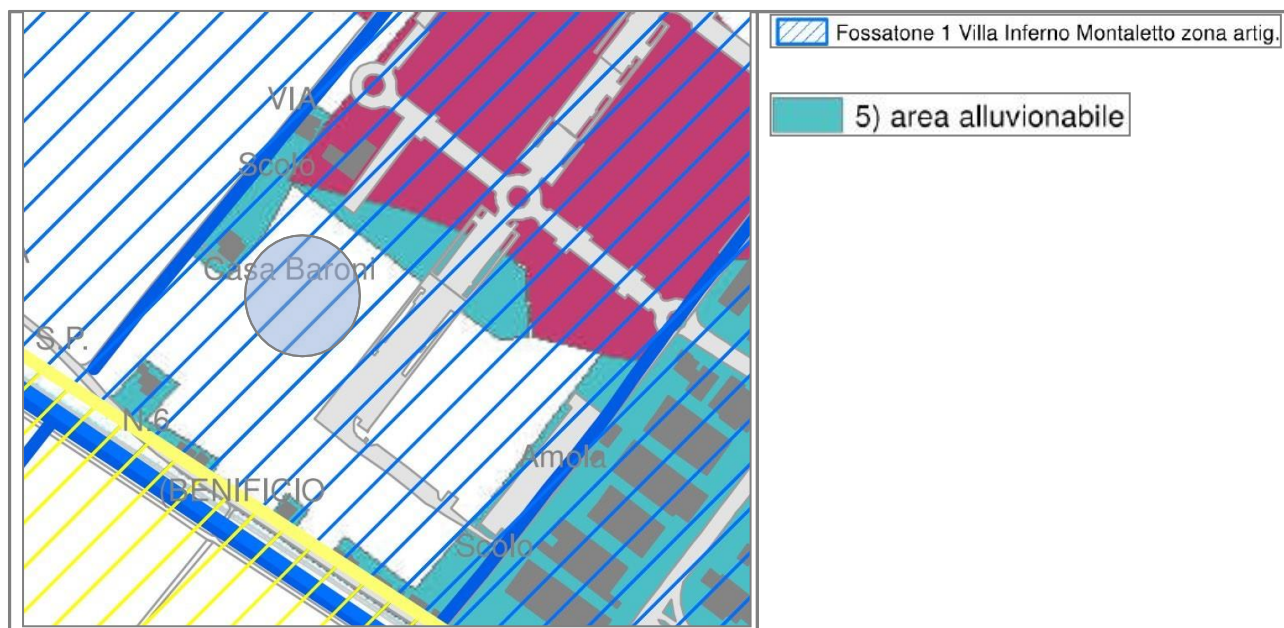 VIA
Scolo
Casa Baroni
S.P.
N.6
(BENIFICIO
Amola
Scolo
Fossatone 1 Villa Inferno Montaletto zona artig.
5) area alluvionabile